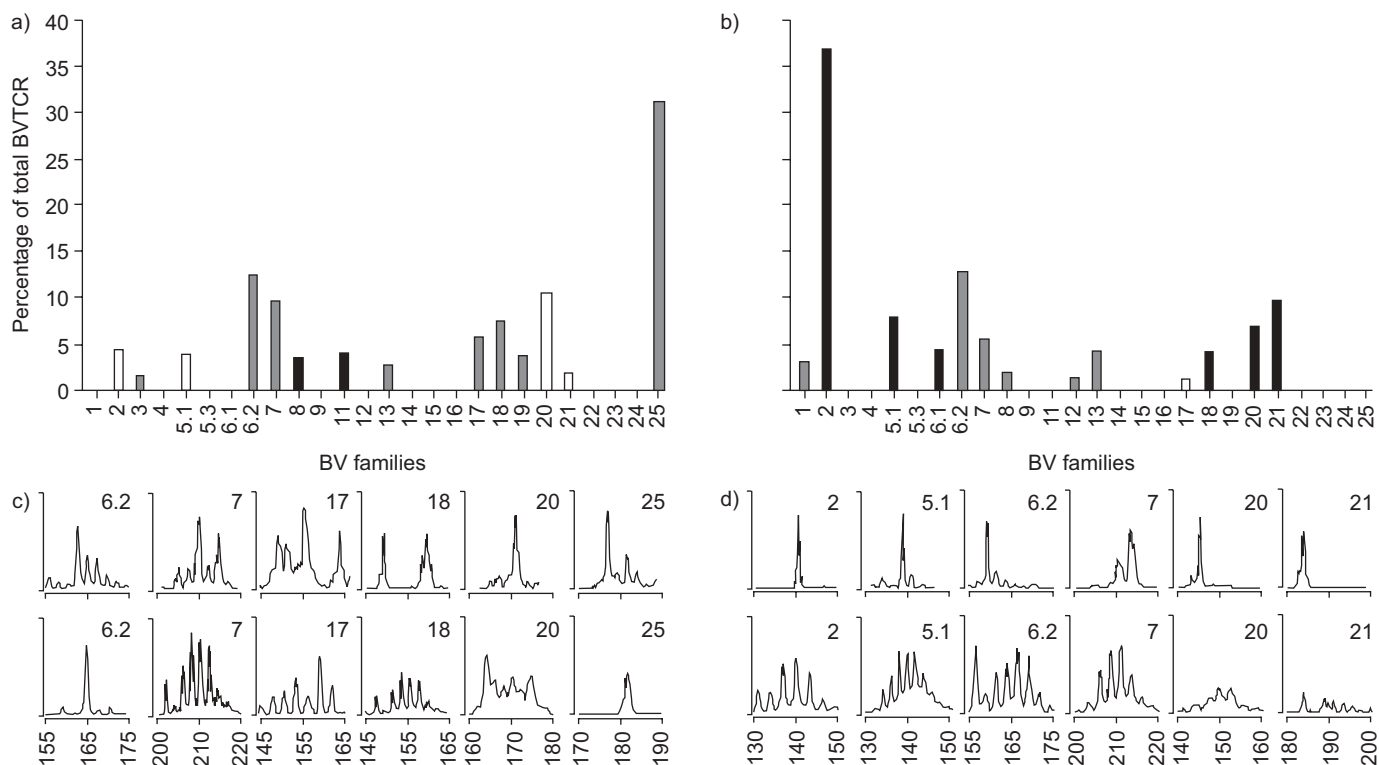 a)
Percentage of total BVTCR
40
35
30
25
20
15
10
5
0
1 2 3 4 5.1 5.3 6.1 6.2 7 8 9 11 12 13 14 15 16 17 18 19 20 21 22 23 24 25
BV families
b)
1 2 3 4 5.1 5.3 6.1 6.2 7 8 9 11 12 13 14 15 16 17 18 19 20 21 22 23 24 25
BV families
c)
6.2 7 17 18 20 25
6.2 7 17 18 20 25
155 165 175 200 210 220 145 155 165 145 155 165 160 170 180 170 180 190
d)
2 5.1 6.2 7 20 21
2 5.1 6.2 7 20 21
130 140 150 130 140 150 155 165 175 200 210 220 140 150 160 180 190 200